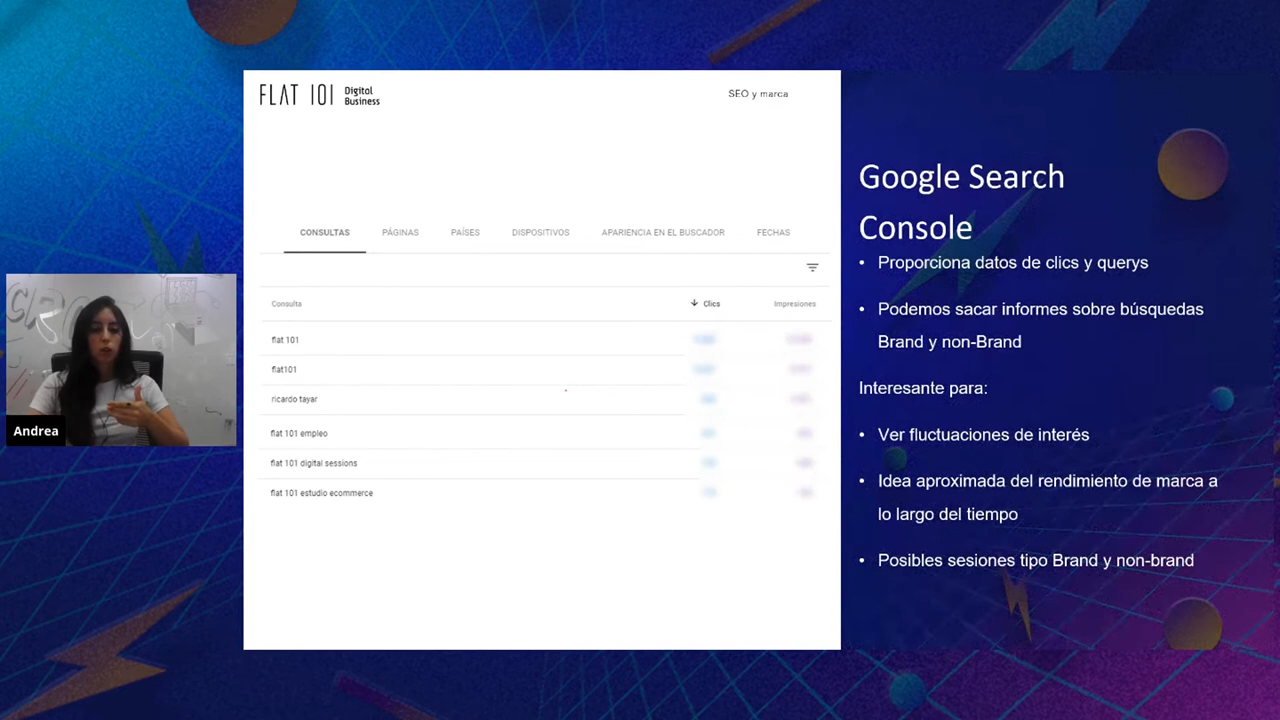 FLAT 101 Digital
Business
SEO y marca
CONSULTAS PÁGINAS PAÍSES DISPOSITIVOS APARIENCIA EN EL BUSCADOR FECHAS
Consulta Clics Impresiones
flat 101
flat101
ricardo tayar
flat 101 empleo
flat 101 digital sessions
flat 101 estudio ecommerce
Google Search
Console
• Proporciona datos de clics y querys
• Podemos sacar informes sobre búsquedas
Brand y non-Brand
Interesante para:
• Ver fluctuaciones de interés
• Idea aproximada del rendimiento de marca a
lo largo del tiempo
• Posibles sesiones tipo Brand y non-brand
Andrea